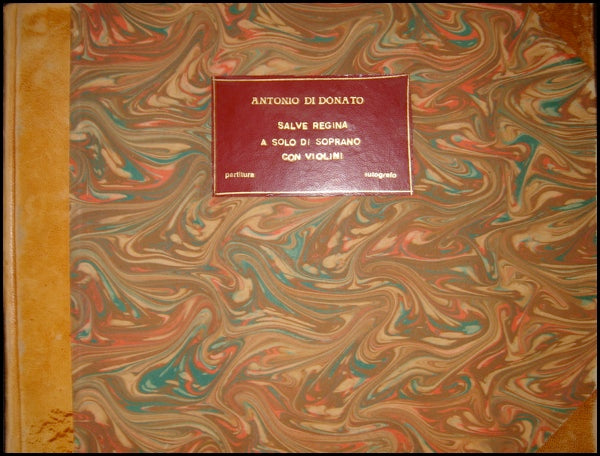 ANTONIO DI DONATO
SALVE REGINA
A SOLO DI SOPRANO
CON VIOLINI
partitura autografo